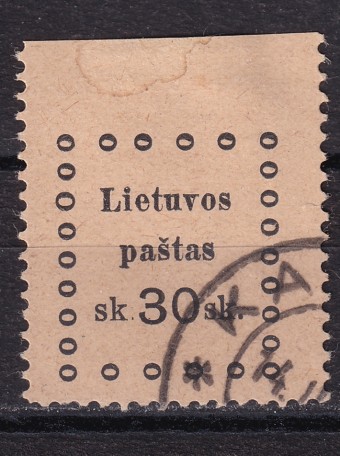 Lietuvos
paštas
sk. 30 sk.